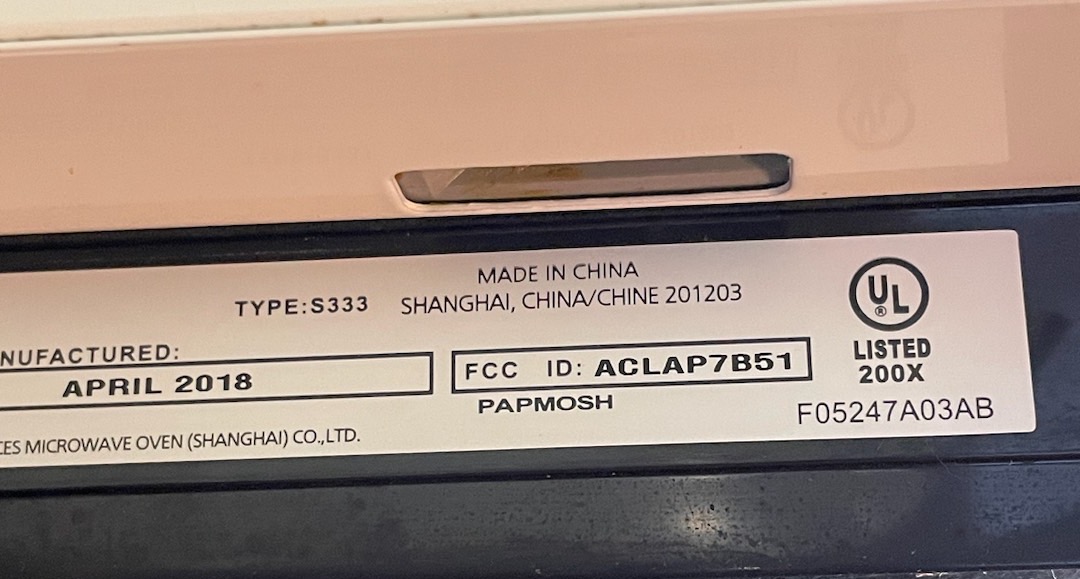 MADE IN CHINA
TYPE:S333 SHANGHAI, CHINA/CHINE 201203
UL
®
LISTED
200X
NUFACTURED:
APRIL 2018
FCC ID: ACLAP7B51
PAPMOSH
F05247A03AB
CES MICROWAVE OVEN (SHANGHAI) CO.,LTD.